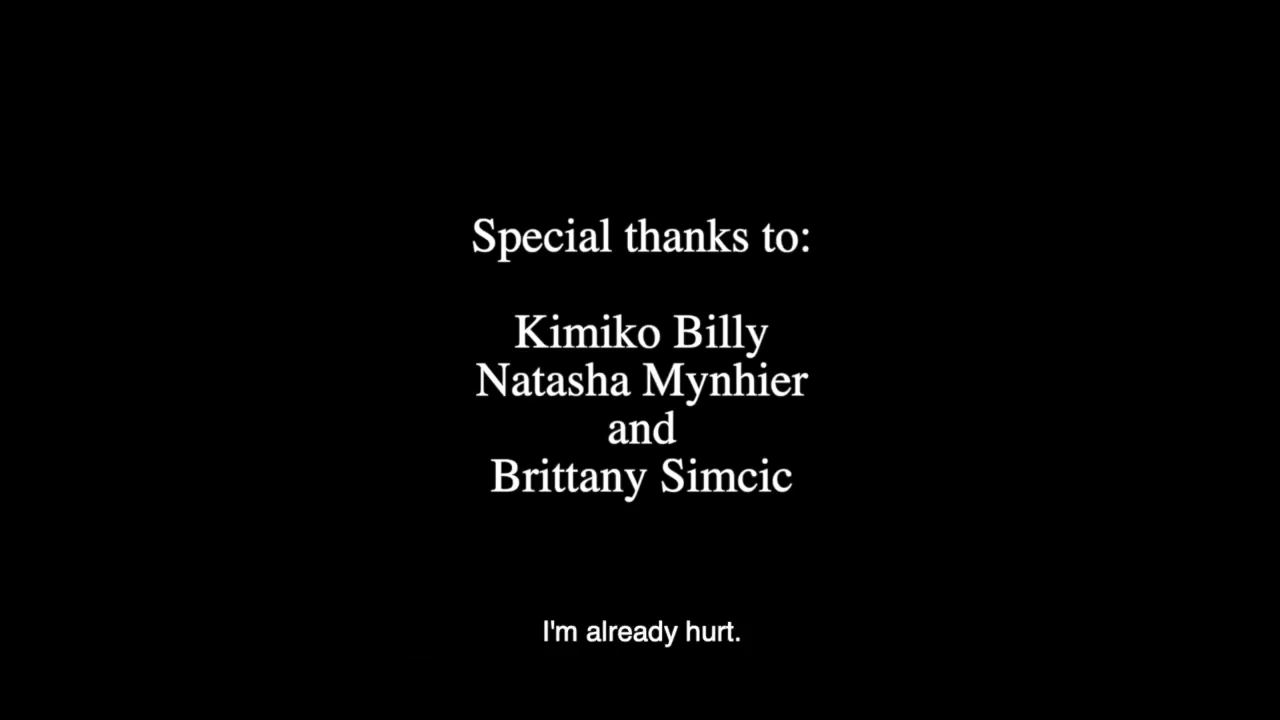 Special thanks to:
Kimiko Billy
Natasha Mynhier
and
Brittany Simcic
I'm already hurt.